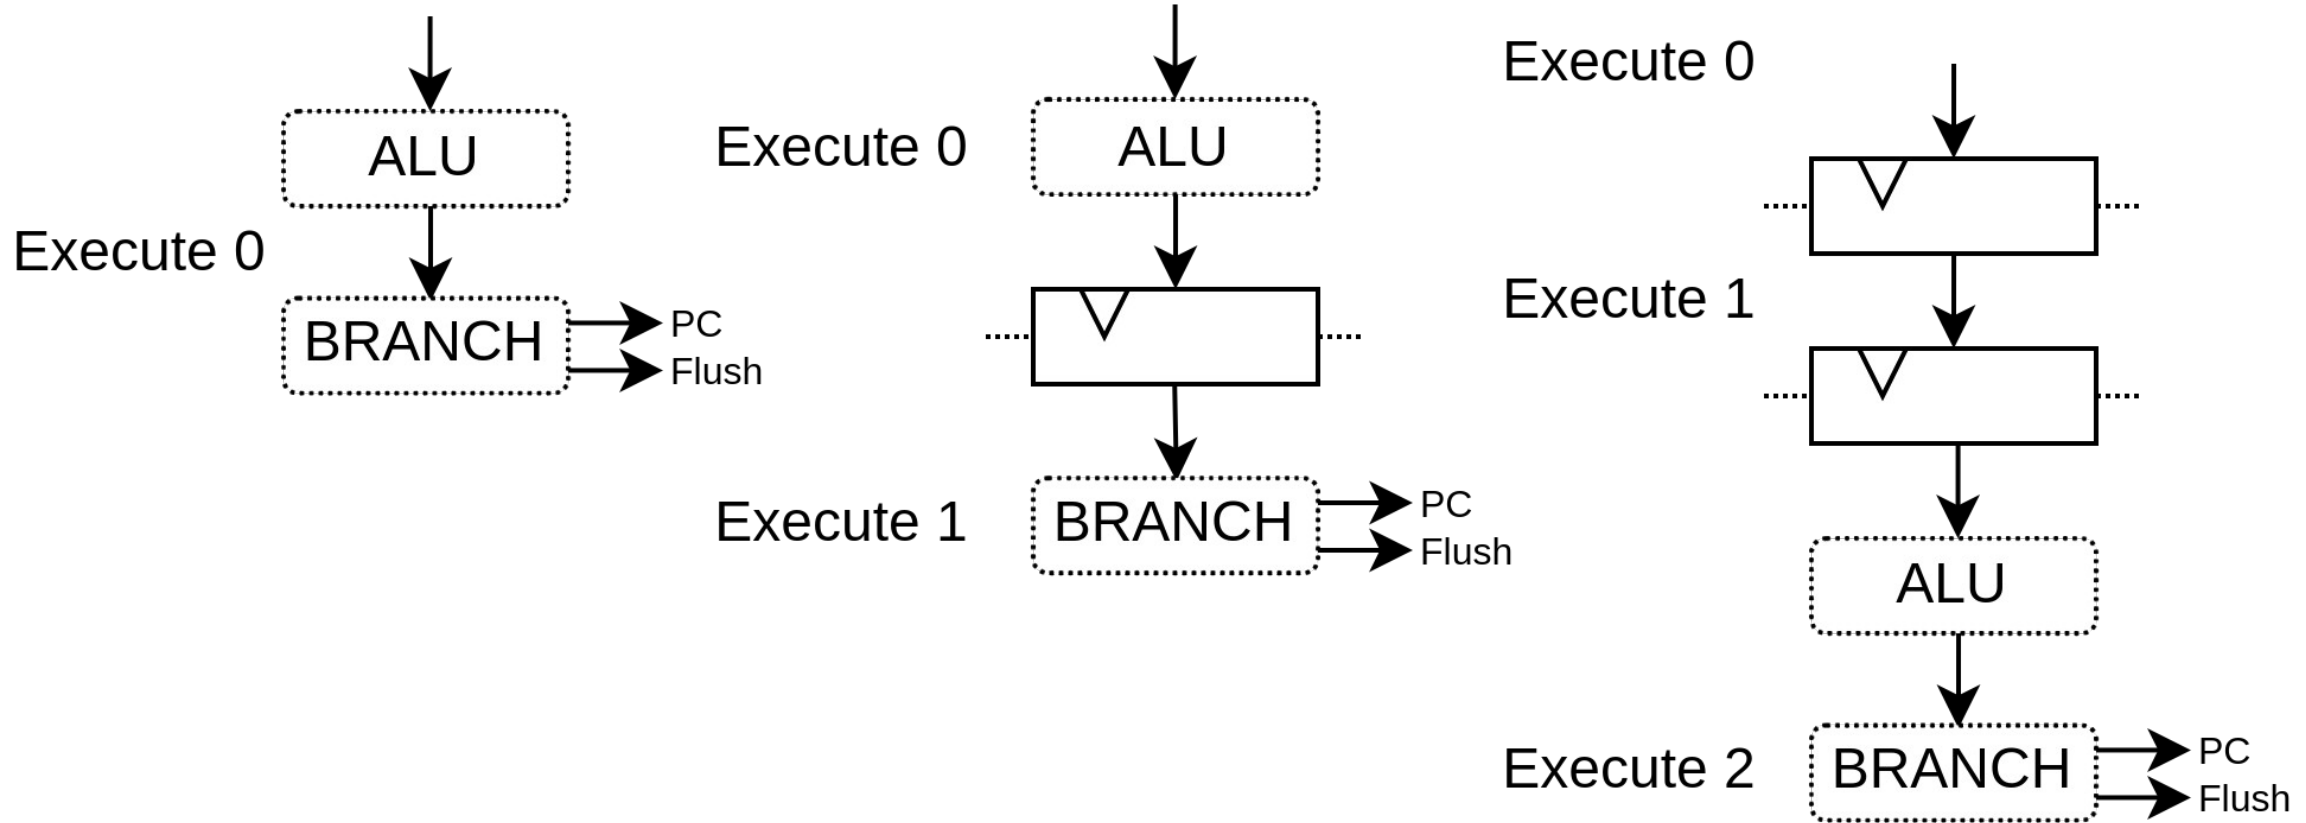 ALU
Execute 0
BRANCH
PC
Flush
Execute 0
ALU
Execute 1
BRANCH
PC
Flush
Execute 0
Execute 1
ALU
Execute 2
BRANCH
PC
Flush